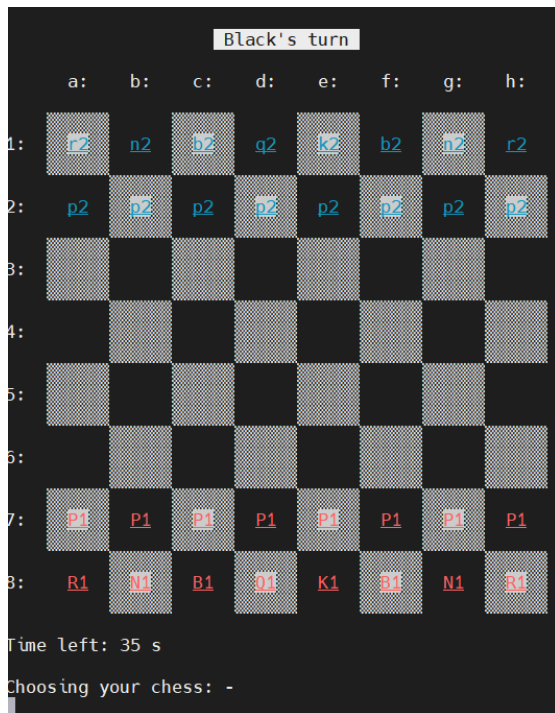 Black's turn
a: b: c: d: e: f: g: h:
1: r2 n2 b2 q2 k2 b2 n2 r2
2: p2 p2 p2 p2 p2 p2 p2 p2
3:
4:
5:
6:
7: P1 P1 P1 P1 P1 P1 P1 P1
8: R1 N1 B1 Q1 K1 B1 N1 R1
Time left: 35 s
Choosing your chess: -